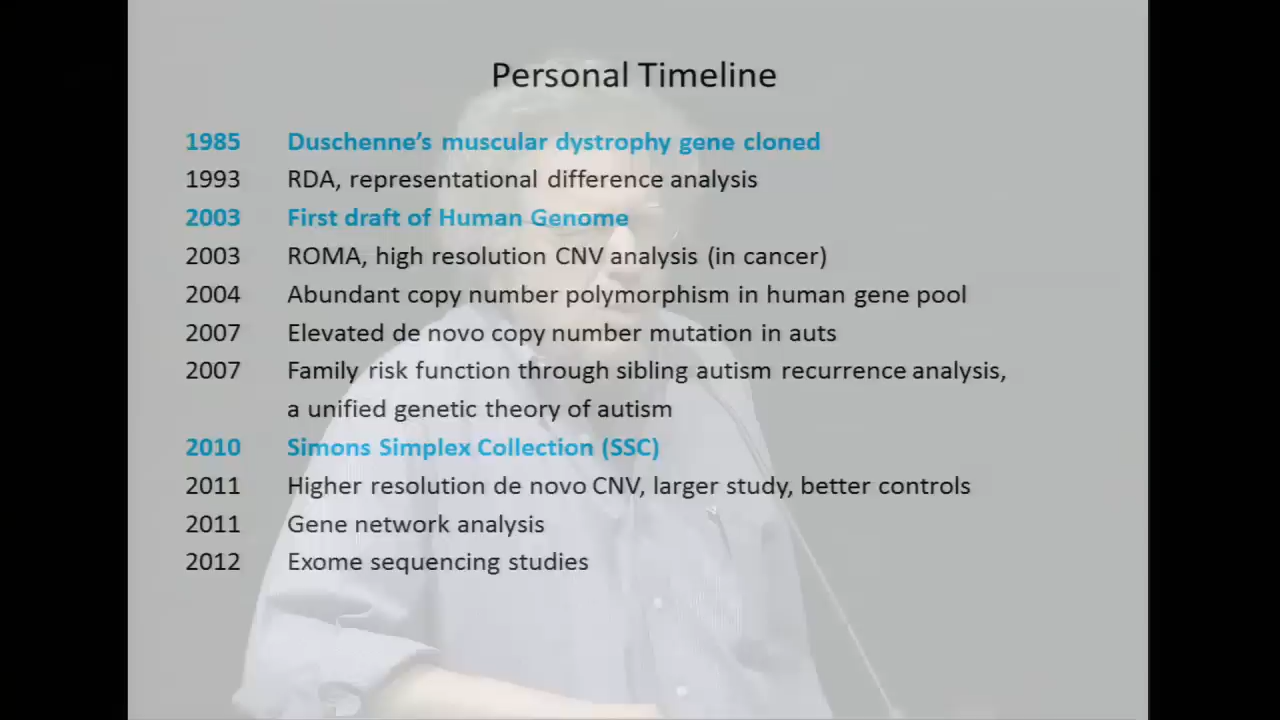 Personal Timeline
1985 Duschenne's muscular dystrophy gene cloned
1993 RDA, representational difference analysis
2003 First draft of Human Genome
2003 ROMA, high resolution CNV analysis (in cancer)
2004 Abundant copy number polymorphism in human gene pool
2007 Elevated de novo copy number mutation in auts
2007 Family risk function through sibling autism recurrence analysis,
a unified genetic theory of autism
2010 Simons Simplex Collection (SSC)
2011 Higher resolution de novo CNV, larger study, better controls
2011 Gene network analysis
2012 Exome sequencing studies